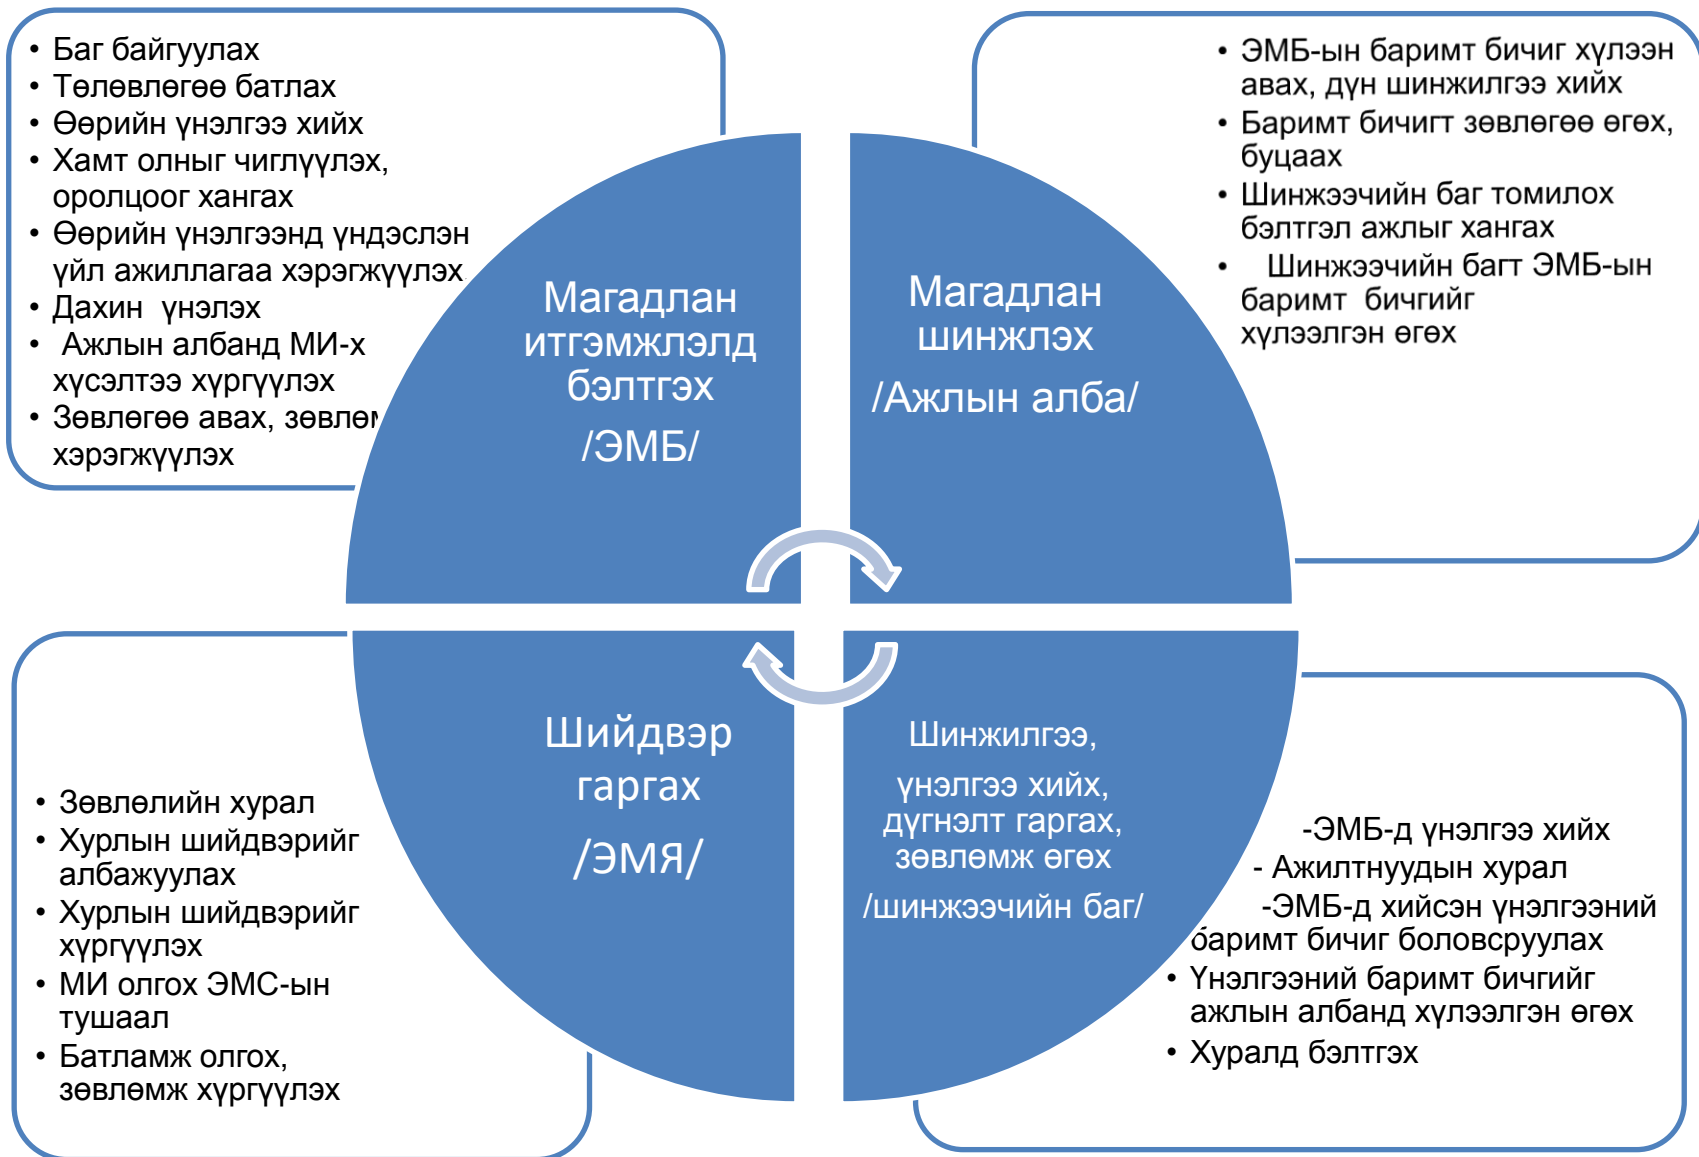 • Баг байгуулах
• Төлөвлөгөө батлах
• Өөрийн үнэлгээ хийх
• Хамт олныг чиглүүлэх,
оролцоог хангах
• Өөрийн үнэлгээнд үндэслэн
үйл ажиллагаа хэрэгжүүлэх
• Дахин үнэлэх
• Ажлын албанд МИ-х
хүсэлтээ хүргүүлэх
• Зөвлөгөө авах,
хэрэгжүүлэх
Магадлан
итгэмжлэлд
бэлтгэх
/ЭМБ/
Магадлан
шинжлэх
/Ажлын алба/
• ЭМБ-ын баримт бичиг хүлээн
авах, дүн шинжилгээ хийх
• Баримт бичигт зөвлөгөө өгөх,
буцаах
• Шинжээчийн баг томилох
бэлтгэл ажлыг хангах
• Шинжээчийн багт ЭМБ-ын
баримт бичгийг
хүлээлгэн өгөх
• Зөвлөлийн хурал
• Хурлын шийдвэрийг
албажуулах
• Хурлын шийдвэрийг
хүргүүлэх
• МИ олгох ЭМС-ын
тушаал
• Батламж олгох,
зөвлөмж хүргүүлэх
Шийдвэр
гаргах
/ЭМЯ/
Шинжилгээ,
үнэлгээ хийх,
дүгнэлт гаргах,
зөвлөмж өгөх
/шинжээчийн баг/
-ЭМБ-д үнэлгээ хийх
- Ажилтнуудын хурал
-ЭМБ-д хийсэн үнэлгээний
баримт бичиг боловсруулах
• Үнэлгээний баримт бичгийг
ажлын албанд хүлээлгэн өгөх
• Хуралд бэлтгэх